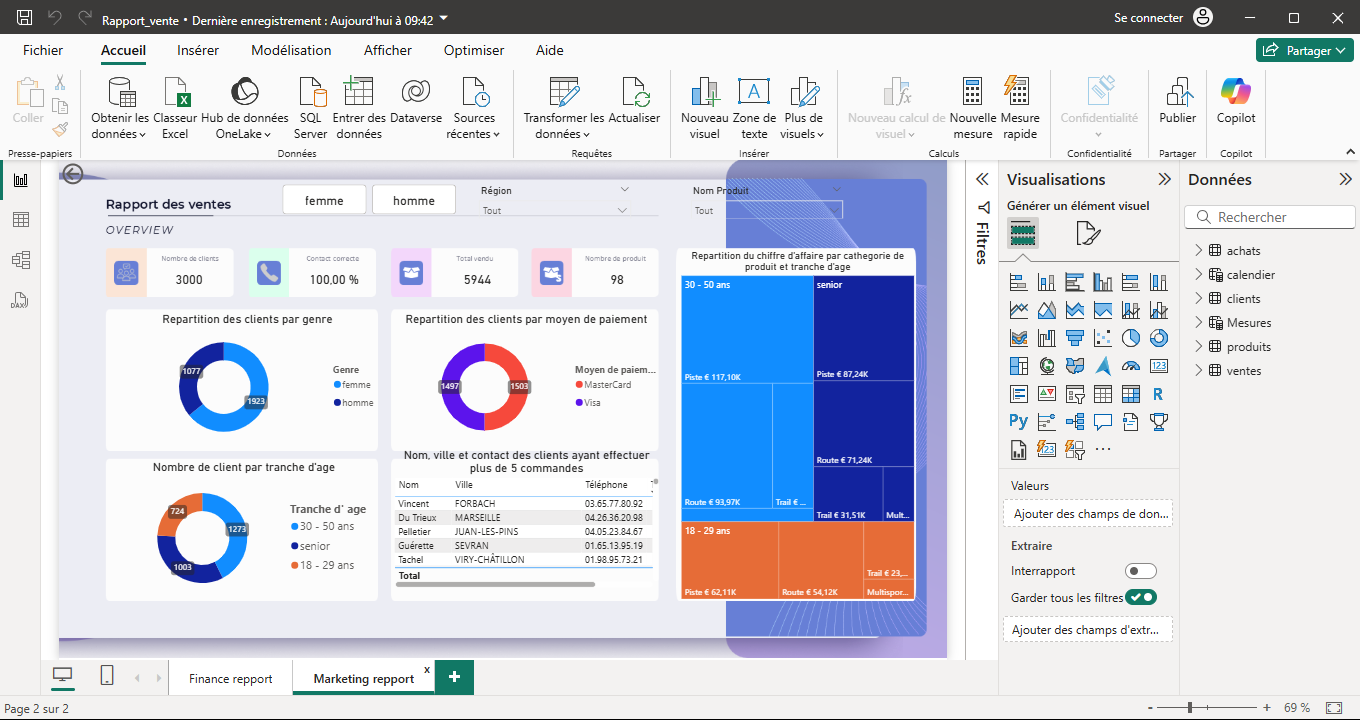 Rapport_vente • Dernière enregistrement : Aujourd'hui à 09:42
Se connecter
Fichier
Accueil
Insérer
Modélisation
Afficher
Optimiser
Aide
Partager
Coller
Obtenir les données
Classeur Excel
Hub de données OneLake
SQL Server
Entrer des données
Dataverse
Sources récentes
Transformer les données
Actualiser
Nouveau visuel
Zone de texte
Plus de visuels
Nouveau calcul de visuel
Nouvelle mesure
Mesure rapide
Confidentialité
Publier
Copilot
Presse-papiers
Données
Requêtes
Insérer
Calculs
Confidentialité
Partager
Copilot
Rapport des ventes
OVERVIEW
femme
homme
Région
Tout
Nom Produit
Tout
Nombre de clients
3000
Contact correcte
100,00 %
Total vendu
5944
Nombre de produit
98
Repartition des clients par genre
1077
1923
Genre
femme
homme
Repartition des clients par moyen de paiement
1497
1503
Moyen de paiem...
MasterCard
Visa
Nombre de client par tranche d'age
724
1273
1003
Tranche d' age
30 - 50 ans
senior
18 - 29 ans
Nom, ville et contact des clients ayant effectuer
plus de 5 commandes
Nom Ville Téléphone
Vincent FORBACH 03.65.77.80.92
Du Trieux MARSEILLE 04.26.36.20.98
Pelletier JUAN-LES-PINS 04.05.23.84.67
Guérette SEVRAN 01.65.13.95.19
Tachel VIRY-CHÂTILLON 01.98.95.73.21
Total
Repartition du chiffre d'affaire par cathegorie de
produit et tranche d'age
30 - 50 ans
Piste € 117,10K
Route € 93,97K
Trail € ...
senior
Piste € 87,24K
Route € 71,24K
Trail € 31,51K
Mult...
18 - 29 ans
Piste € 62,11K
Route € 54,12K
Trail € 23,...
Multispor...
Filtres
Visualisations
Générer un élément visuel
123
R
Py
123
Valeurs
Ajouter des champs de don...
Extraire
Interrapport
Garder tous les filtres
Ajouter des champs d'extr...
Données
Rechercher
achats
calendier
clients
Mesures
produits
ventes
DAX
Finance repport
Marketing repport
x
+
Page 2 sur 2
- + 69 %